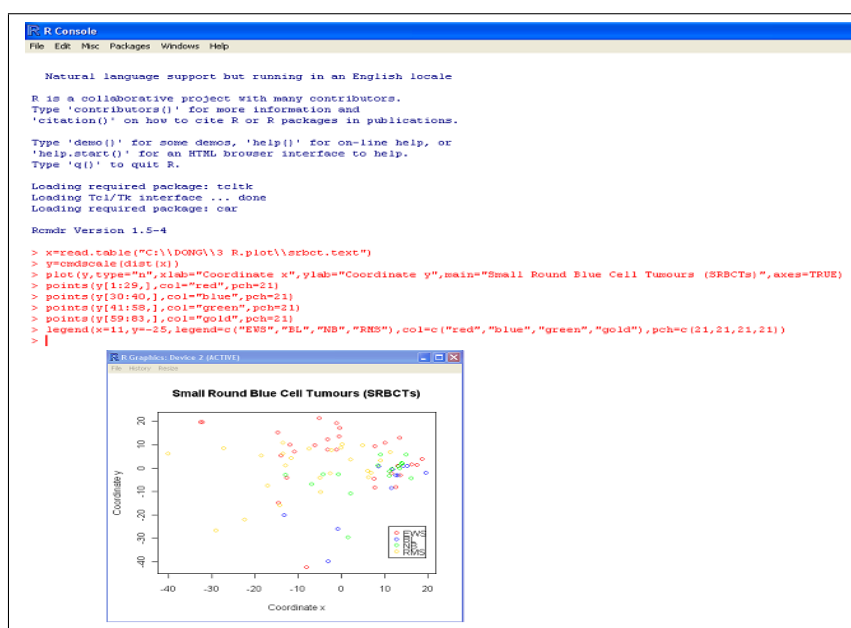 R Console
File Edit Misc Packages Windows Help
Natural language support but running in an English locale
R is a collaborative project with many contributors.
Type 'contributors()' for more information and
'citation()' on how to cite R or R packages in publications.
Type 'demo()' for some demos, 'help()' for on-line help, or
'help.start()' for an HTML browser interface to help.
Type 'q()' to quit R.
Loading required package: tcltk
Loading Tcl/Tk interface ... done
Loading required package: car
Rcmdr Version 1.5-4
> x=read.table("C:\\DONG\\3 R.plot\\srbct.text")
> y=cmdscale(dist(x))
> plot(y,type="n",xlab="Coordinate x",ylab="Coordinate y",main="Small Round Blue Cell Tumours (SRBCTs)",axes=TRUE)
> points(y[1:29,],col="red",pch=21)
> points(y[30:40,],col="blue",pch=21)
> points(y[41:58,],col="green",pch=21)
> points(y[59:83,],col="gold",pch=21)
> legend(x=11,y=-25,legend=c("EWS","BL","NB","RMS"),col=c("red","blue","green","gold"),pch=c(21,21,21,21))
>
R Graphics: Device 2 (ACTIVE)
File History Resize
Small Round Blue Cell Tumours (SRBCTs)
20
10
0
-10
-20
-30
-40
Coordinate y
EWS
BL
NB
RMS
-40 -30 -20 -10 0 10 20
Coordinate x